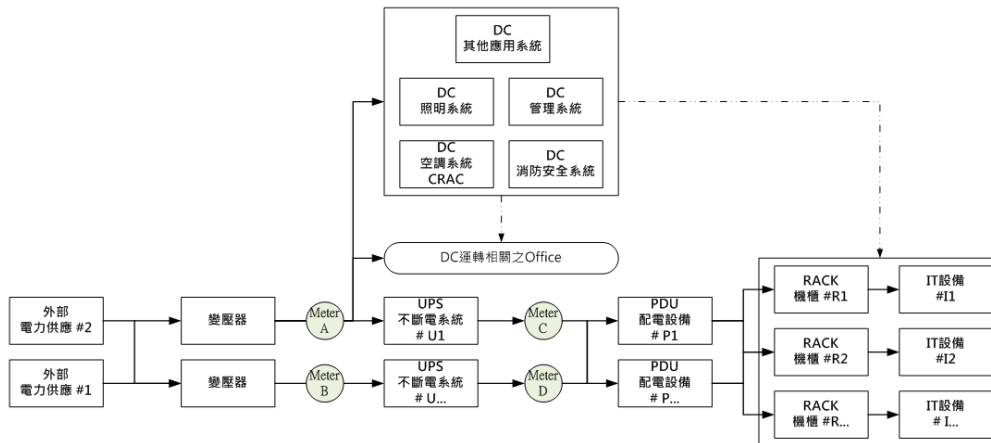 DC
其他應用系統
DC
照明系統
DC
管理系統
DC
空調系統
CRAC
DC
消防安全系統
DC運轉相關之Office
外部
電力供應 #2
變壓器
Meter
A
UPS
不斷電系統
# U1
Meter
C
PDU
配電設備
# P1
外部
電力供應 #1
變壓器
Meter
B
UPS
不斷電系統
# U...
Meter
D
PDU
配電設備
# P...
RACK
機櫃 #R1
IT設備
#I1
RACK
機櫃 #R2
IT設備
#I2
RACK
機櫃 #R...
IT設備
# I...